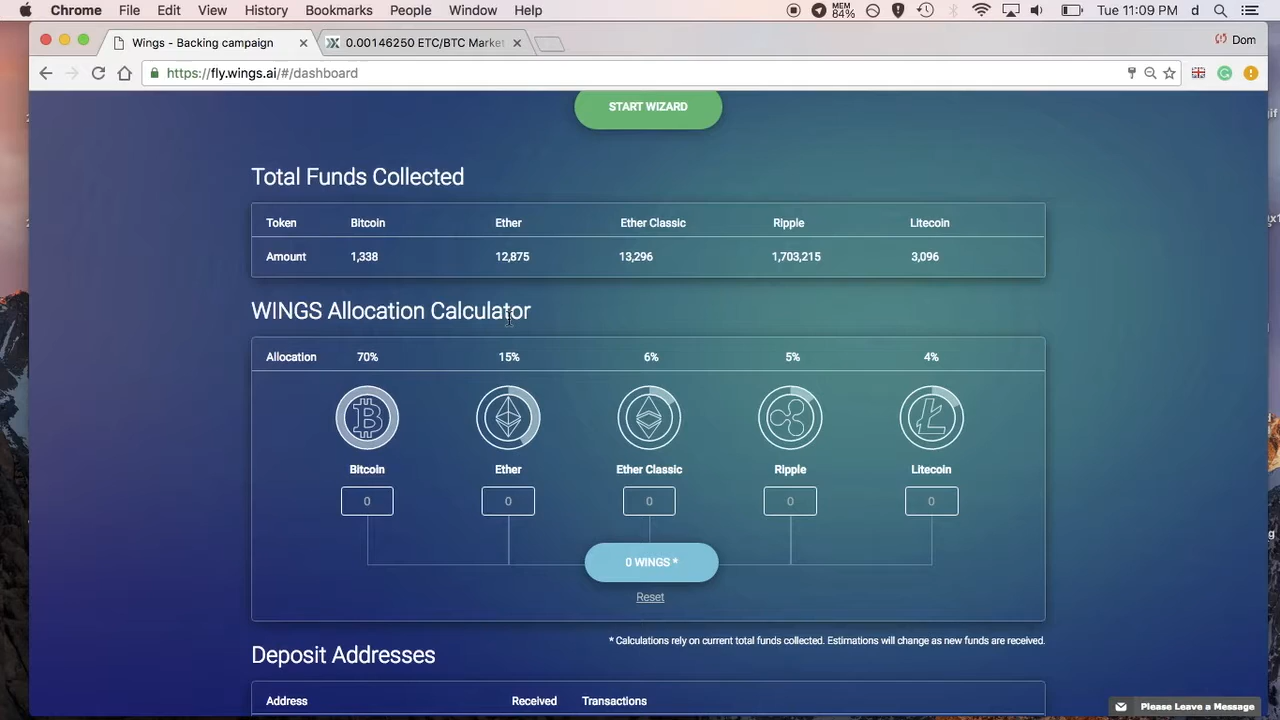 Chrome File Edit View History Bookmarks People Window Help MEM 84% Tue 11:09 PM d
Wings - Backing campaign 0.00146250 ETC/BTC Market Dom
https://fly.wings.ai/#/dashboard
START WIZARD
Total Funds Collected
Token Bitcoin Ether Ether Classic Ripple Litecoin
Amount 1,338 12,875 13,296 1,703,215 3,096
WINGS Allocation Calculator
Allocation 70% 15% 6% 5% 4%
Bitcoin Ether Ether Classic Ripple Litecoin
0 0 0 0 0
0 WINGS *
Reset
* Calculations rely on current total funds collected. Estimations will change as new funds are received.
Deposit Addresses
Address Received Transactions
Please Leave a Message